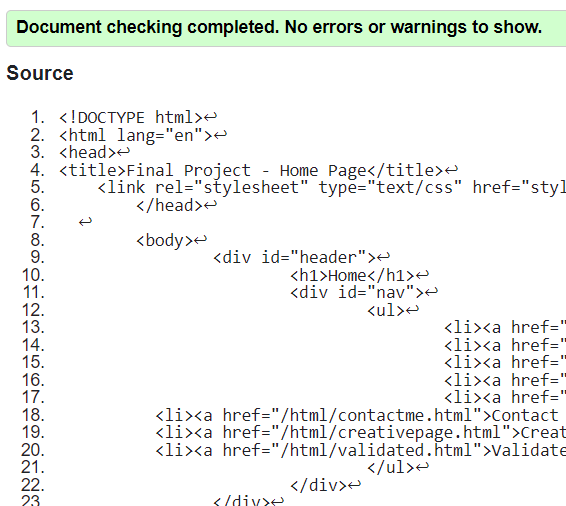 Document checking completed. No errors or warnings to show.
Source
1. <!DOCTYPE html>↩
2. <html lang="en">↩
3. <head>↩
4. <title>Final Project - Home Page</title>↩
5. <link rel="stylesheet" type="text/css" href="styl
6. </head>↩
7. ↩
8. <body>↩
9. <div id="header">↩
10. <h1>Home</h1>↩
11. <div id="nav">↩
12. <ul>↩
13. <li><a href="
14. <li><a href="
15. <li><a href="
16. <li><a href="
17. <li><a href="
18. <li><a href="/html/contactme.html">Contact
19. <li><a href="/html/creativepage.html">Creat
20. <li><a href="/html/validated.html">Validate
21. </ul>↩
22. </div>↩
23. </div>↩